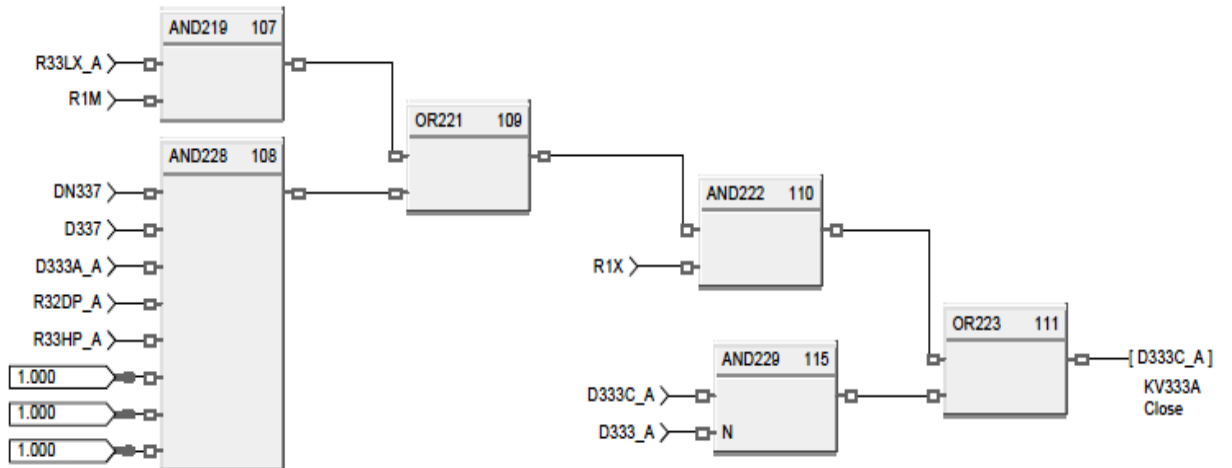 AND219 107
R33LX_A
R1M
AND228 108
DN337
D337
D333A_A
R32DP_A
R33HP_A
1.000
1.000
1.000
OR221 109
AND222 110
R1X
AND229 115
D333C_A
D333_A N
OR223 111
[ D333C_A ]
KV333A
Close